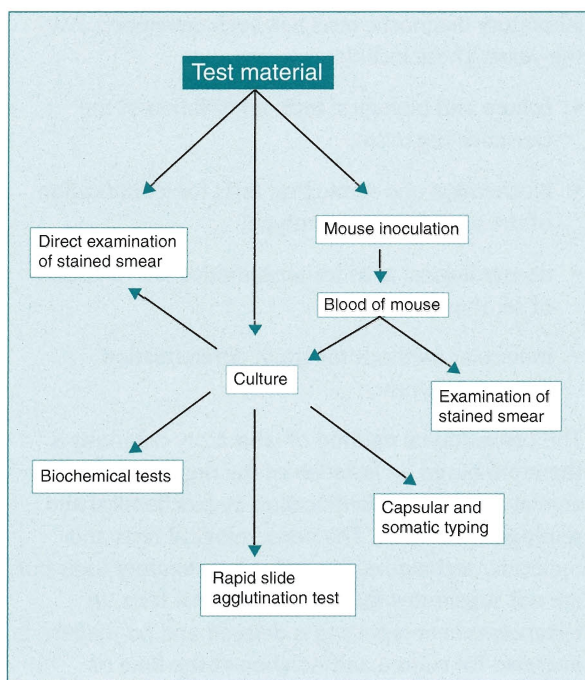 Test material
Direct examination
of stained smear
Mouse inoculation
Blood of mouse
Culture
Examination of
stained smear
Biochemical tests
Capsular and
somatic typing
Rapid slide
agglutination test